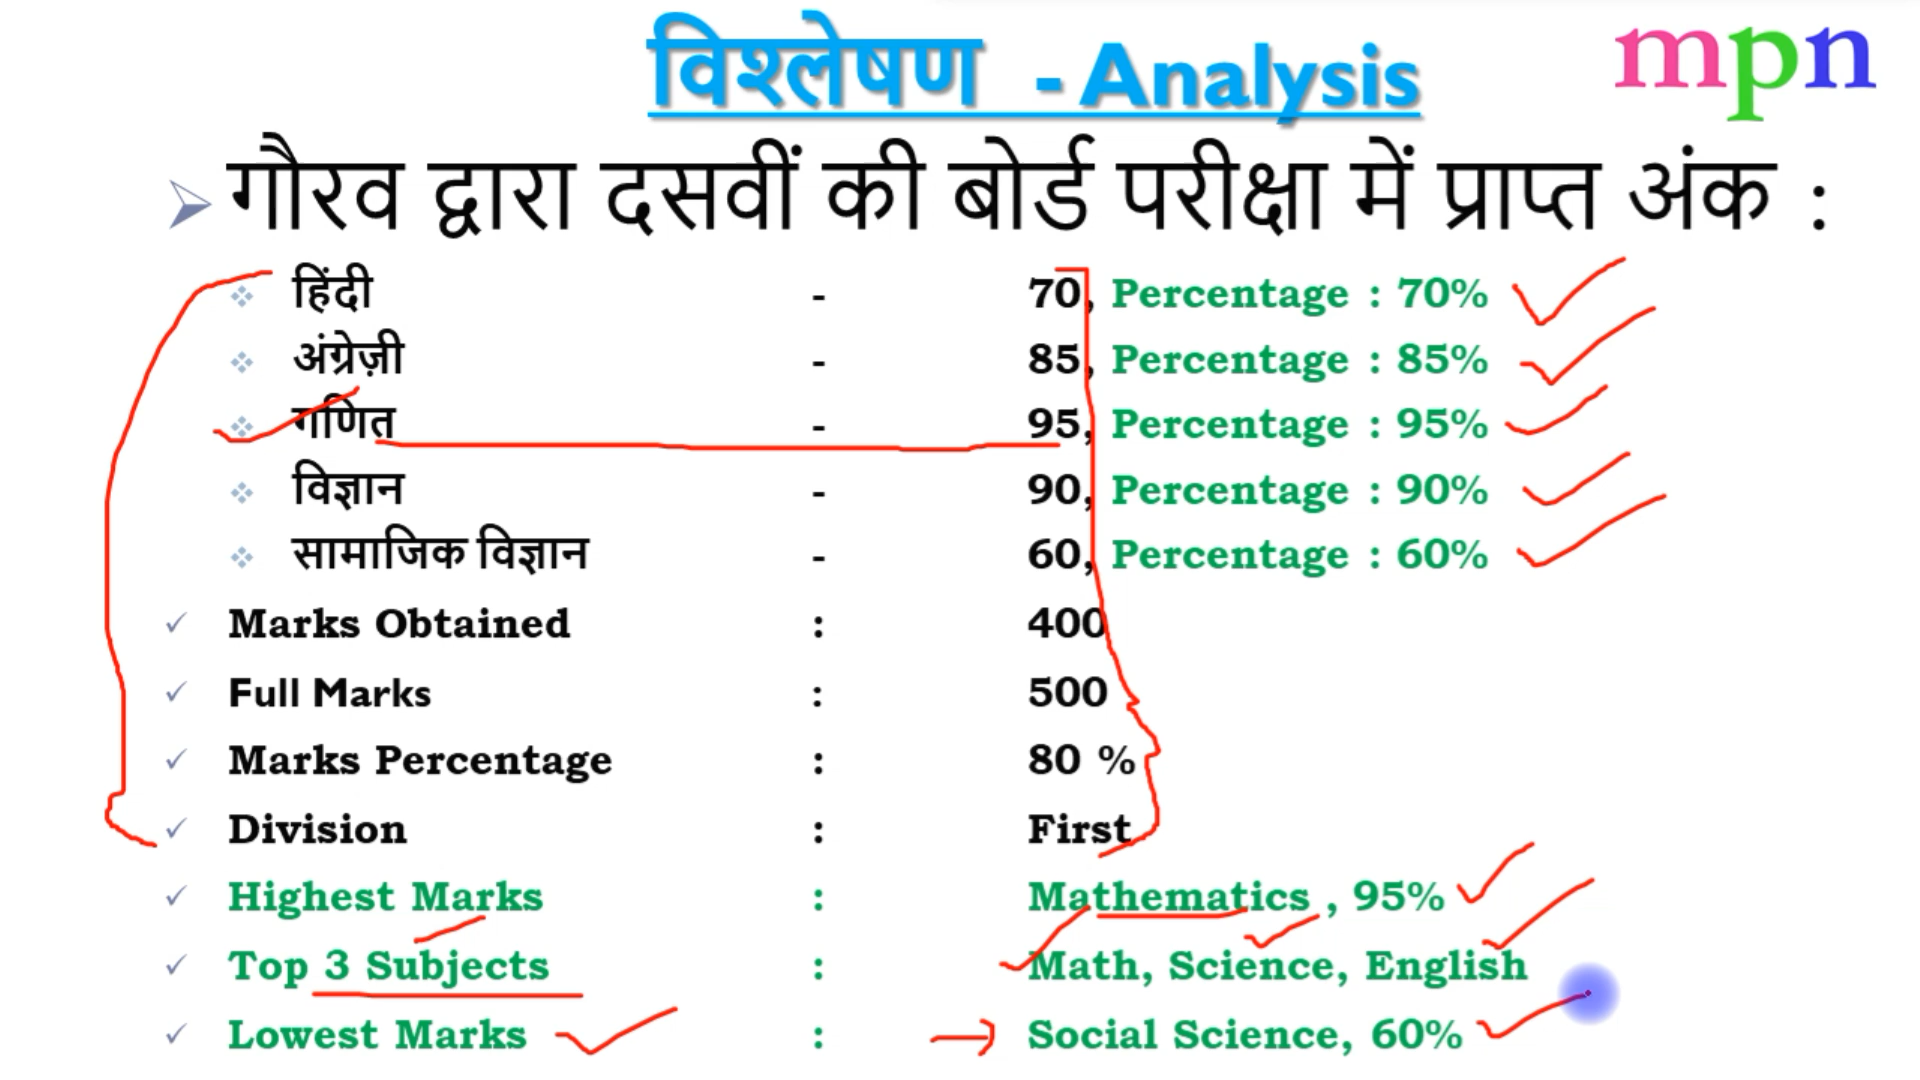 विश्लेषण - Analysis
mpn
गौरव द्वारा दसवीं की बोर्ड परीक्षा में प्राप्त अंक :
हिंदी - 70, Percentage : 70%
अंग्रेज़ी - 85, Percentage : 85%
गणित - 95, Percentage : 95%
विज्ञान - 90, Percentage : 90%
सामाजिक विज्ञान - 60, Percentage : 60%
Marks Obtained : 400
Full Marks : 500
Marks Percentage : 80 %
Division : First
Highest Marks : Mathematics , 95%
Top 3 Subjects : Math, Science, English
Lowest Marks : Social Science, 60%